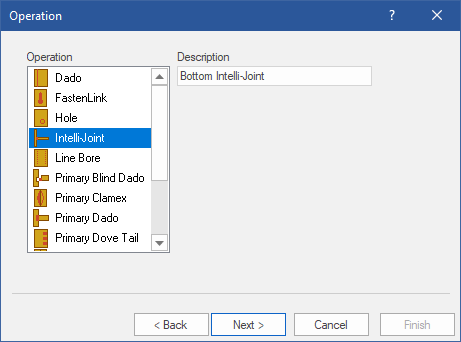 Operation ?
Operation Description
Dado Bottom Intelli-Joint
FastenLink
Hole
Intelli-Joint
Line Bore
Primary Blind Dado
Primary Clamex
Primary Dado
Primary Dove Tail
< Back Next > Cancel Finish